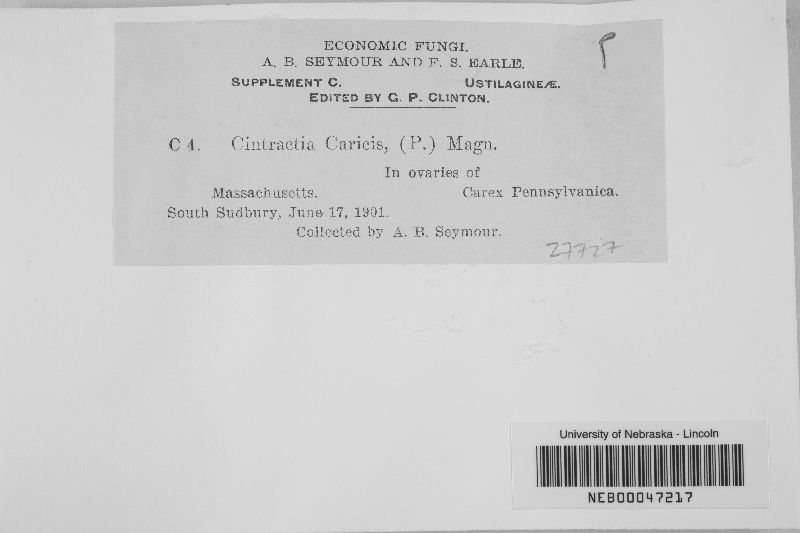 ECONOMIC FUNGI.
A. B. SEYMOUR AND F. S. EARLE.
SUPPLEMENT C. USTILAGINEÆ.
EDITED BY G. P. CLINTON.
C 4. Cintractia Caricis, (P.) Magn.
In ovaries of
Massachusetts. Carex Pennsylvanica.
South Sudbury, June 17, 1901.
Collected by A. B. Seymour.
27727
University of Nebraska - Lincoln
NEB00047217